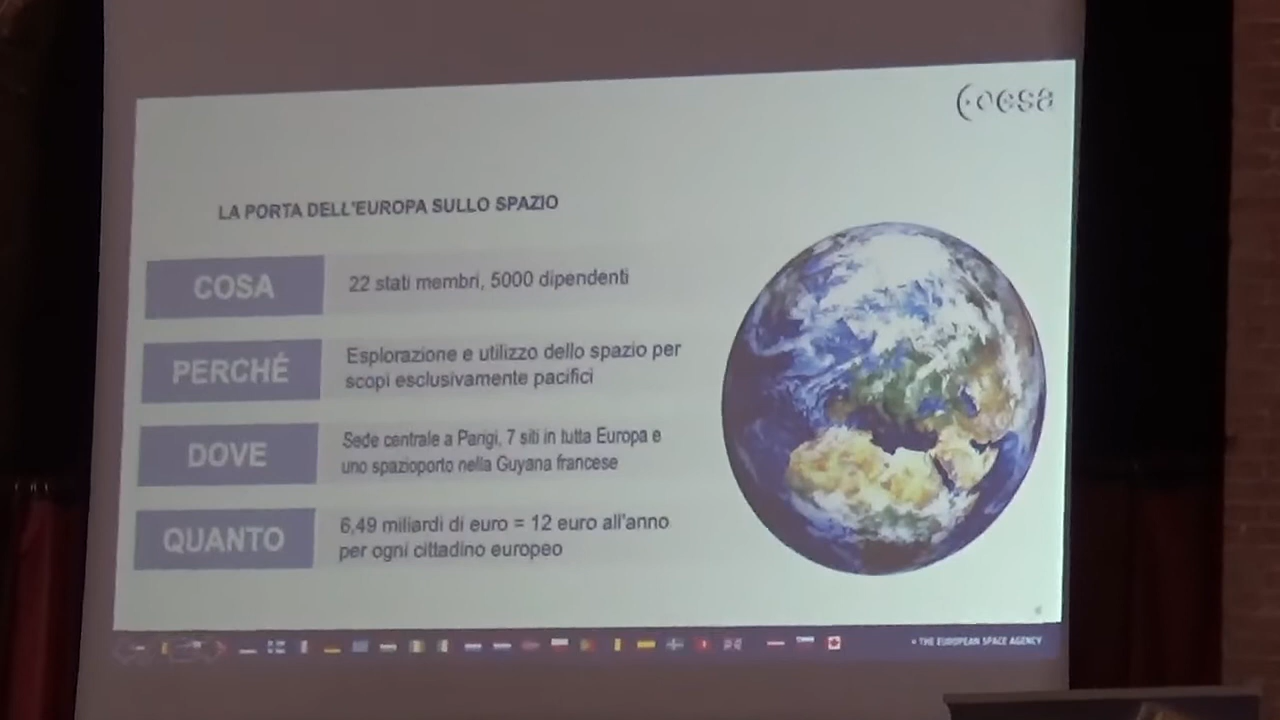 esa
LA PORTA DELL'EUROPA SULLO SPAZIO
COSA
22 stati membri, 5000 dipendenti
PERCHÉ
Esplorazione e utilizzo dello spazio per
scopi esclusivamente pacifici
DOVE
Sede centrale a Parigi, 7 siti in tutta Europa e
uno spazioporto nella Guyana francese
QUANTO
6,49 miliardi di euro = 12 euro all'anno
per ogni cittadino europeo
THE EUROPEAN SPACE AGENCY